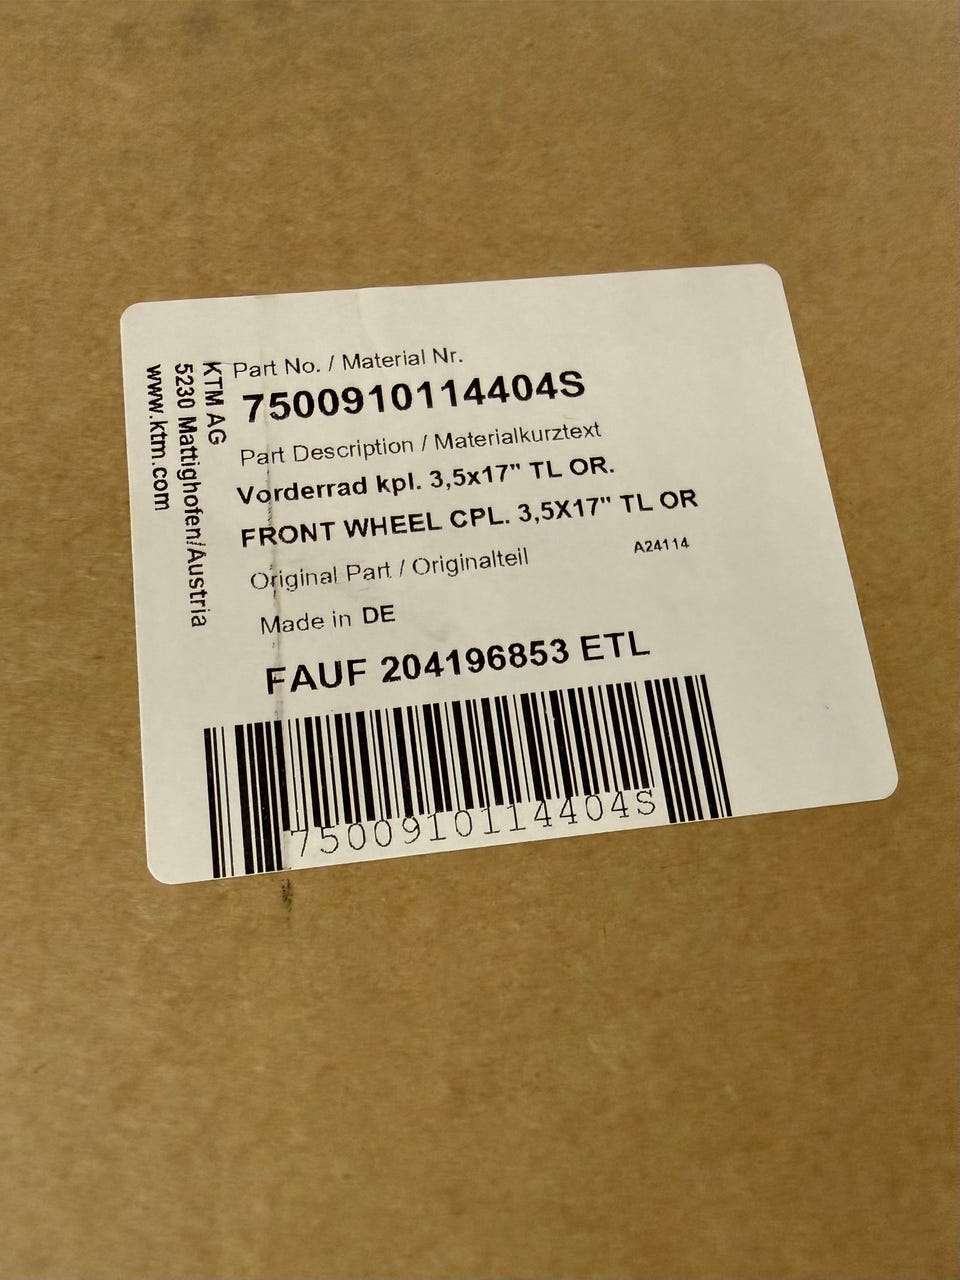 KTM AG
5230 Mattighofen/Austria
www.ktm.com
Part No. / Material Nr.
7500910114404S
Part Description / Materialkurztext
Vorderrad kpl. 3,5x17" TL OR.
FRONT WHEEL CPL. 3,5X17" TL OR
Original Part / Originalteil
A24114
Made in DE
FAUF 204196853 ETL
7500910114404S